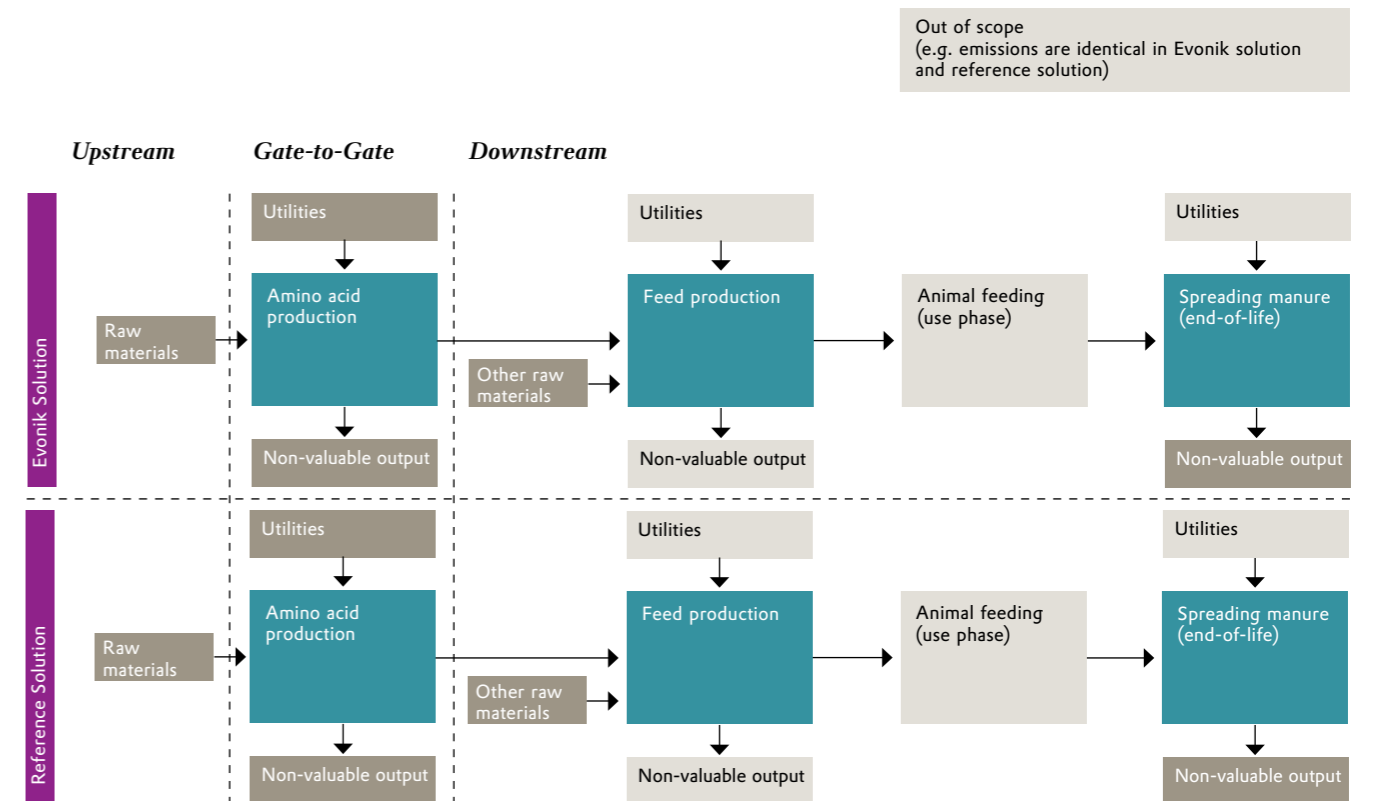 Out of scope
(e.g. emissions are identical in Evonik solution
and reference solution)
Upstream
Gate-to-Gate
Downstream
Evonik Solution
Utilities
Utilities
Utilities
Amino acid
production
Feed production
Animal feeding
(use phase)
Spreading manure
(end-of-life)
Raw
materials
Other raw
materials
Non-valuable output
Non-valuable output
Non-valuable output
Reference Solution
Utilities
Utilities
Utilities
Amino acid
production
Feed production
Animal feeding
(use phase)
Spreading manure
(end-of-life)
Raw
materials
Other raw
materials
Non-valuable output
Non-valuable output
Non-valuable output